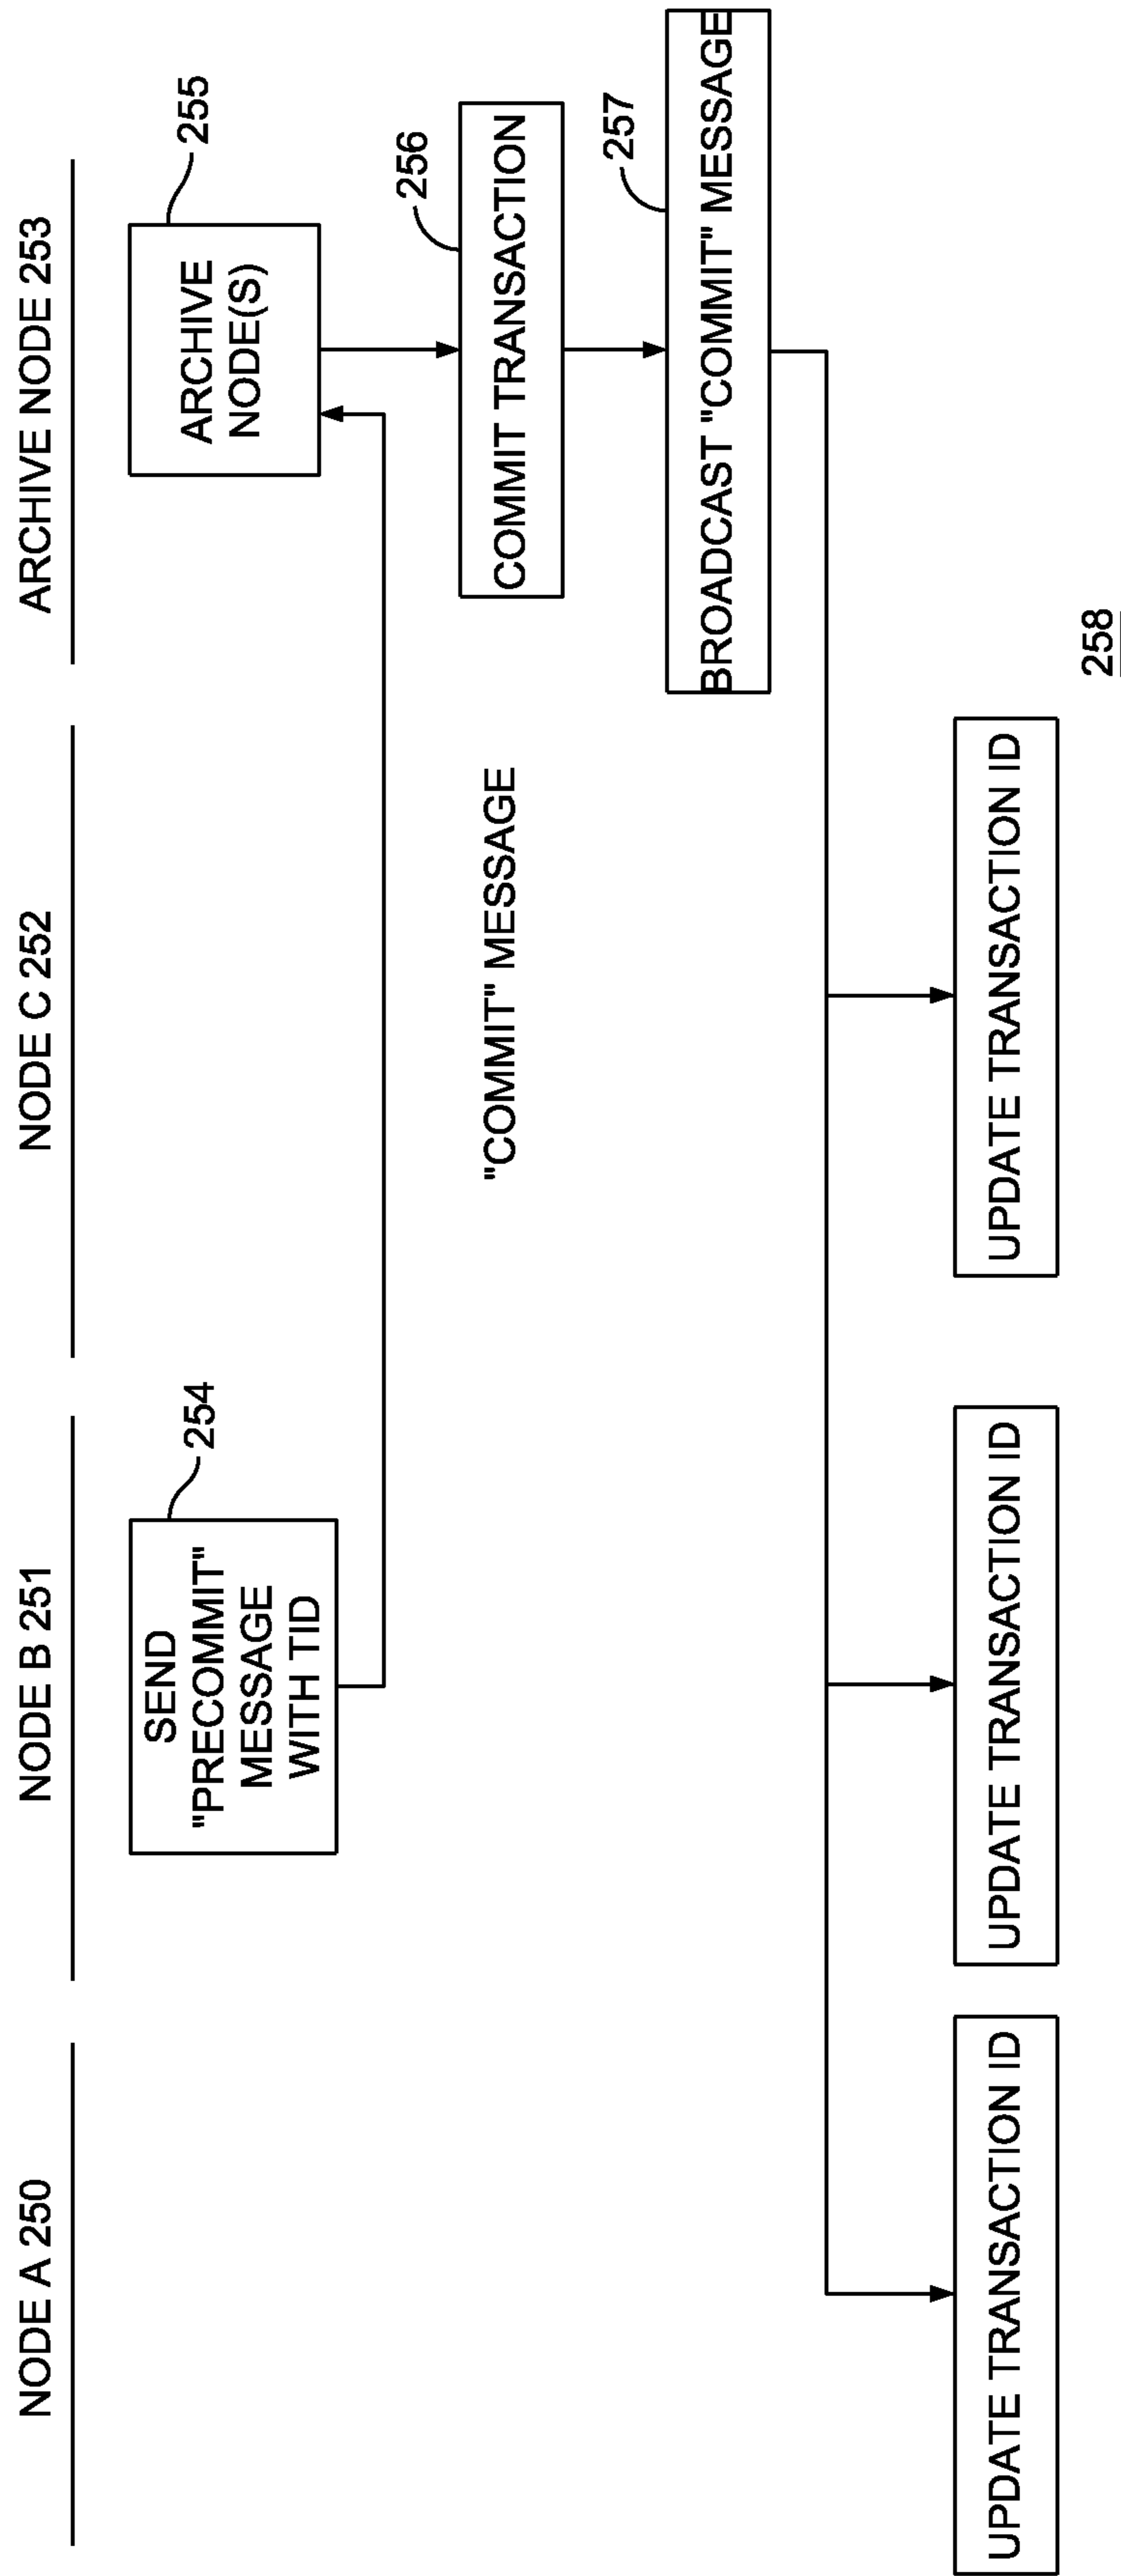 NODE A 250
NODE B 251
NODE C 252
ARCHIVE NODE 253
SEND
"PRECOMMIT"
MESSAGE
WITH TID
254
ARCHIVE
NODE(S)
255
COMMIT TRANSACTION
256
"COMMIT" MESSAGE
BROADCAST "COMMIT" MESSAGE
257
UPDATE TRANSACTION ID
UPDATE TRANSACTION ID
UPDATE TRANSACTION ID
258